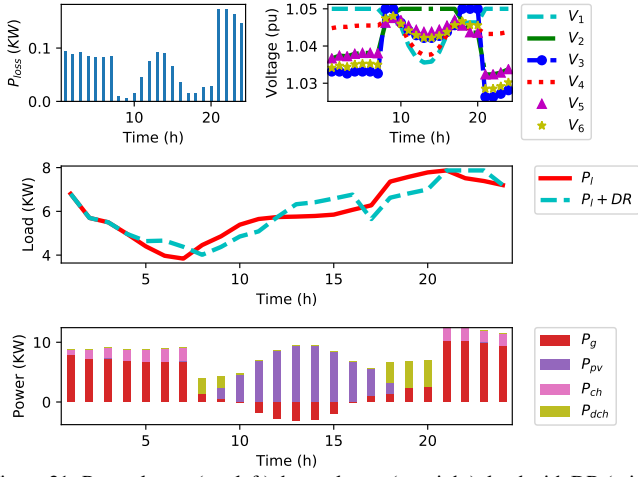 P_loss (KW)
0.1
0.0
10
20
Time (h)
Voltage (pu)
1.05
1.04
1.03
10
20
Time (h)
V_1
V_2
V_3
V_4
V_5
V_6
Load (KW)
8
6
4
5
10
15
20
Time (h)
P_l
P_l + DR
Power (KW)
10
0
5
10
15
20
Time (h)
P_g
P_pv
P_ch
P_dch